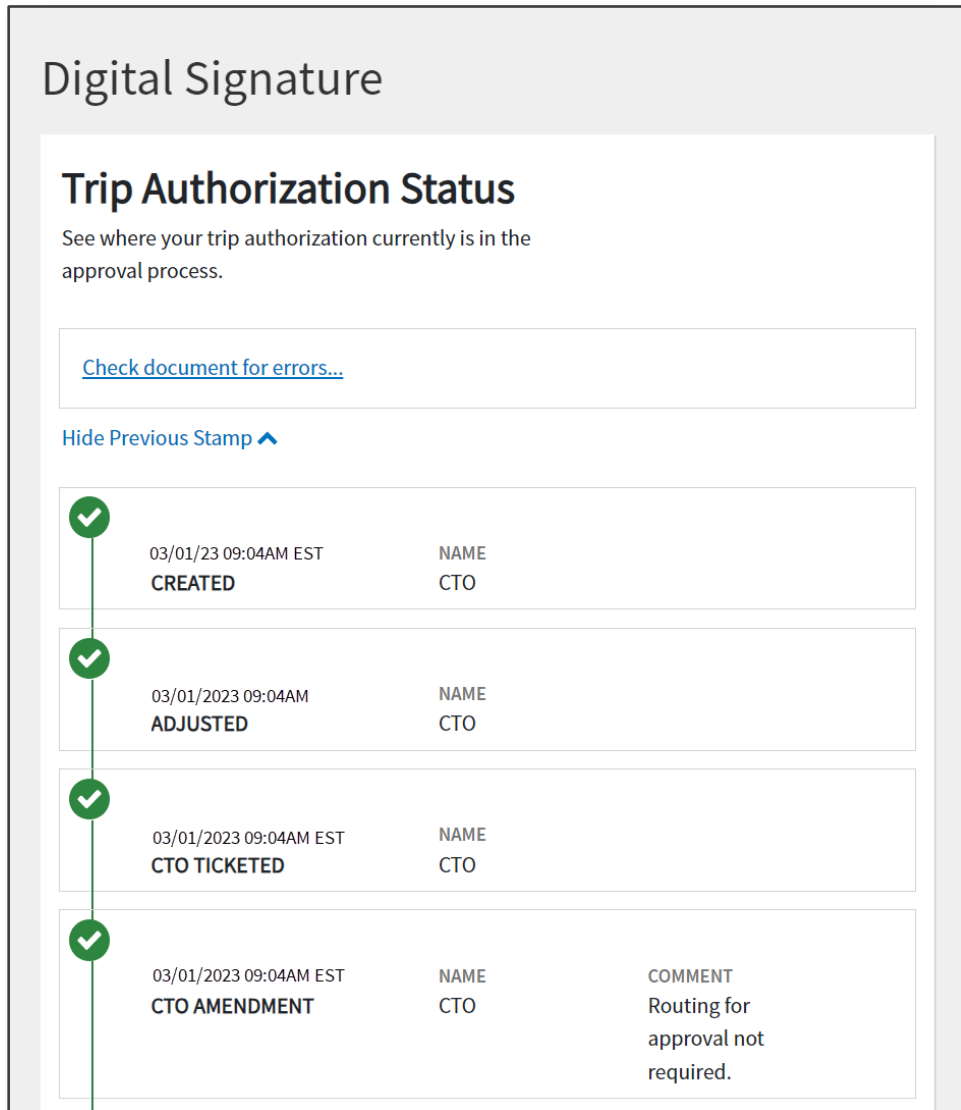 Digital Signature
Trip Authorization Status
See where your trip authorization currently is in the
approval process.
Check document for errors...
Hide Previous Stamp
03/01/23 09:04AM EST
NAME
CREATED
CTO
03/01/2023 09:04AM
NAME
ADJUSTED
CTO
03/01/2023 09:04AM EST
NAME
CTO TICKETED
CTO
03/01/2023 09:04AM EST
NAME
COMMENT
CTO AMENDMENT
CTO
Routing for
approval not
required.